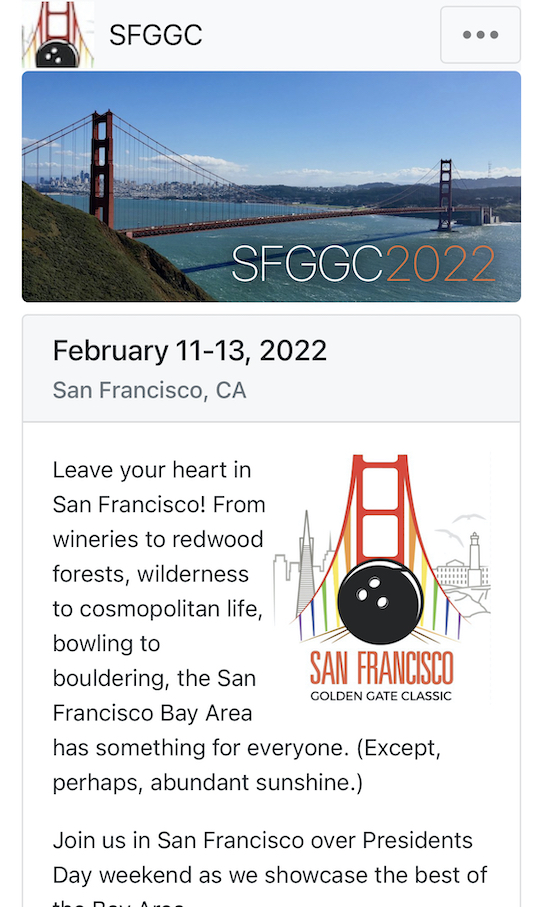 SFGGC
SFGGC2022
February 11-13, 2022
San Francisco, CA
Leave your heart in
San Francisco! From
wineries to redwood
forests, wilderness
to cosmopolitan life,
bowling to
bouldering, the San
Francisco Bay Area
has something for everyone. (Except,
perhaps, abundant sunshine.)
SAN FRANCISCO
GOLDEN GATE CLASSIC
Join us in San Francisco over Presidents
Day weekend as we showcase the best of
the Bay Area